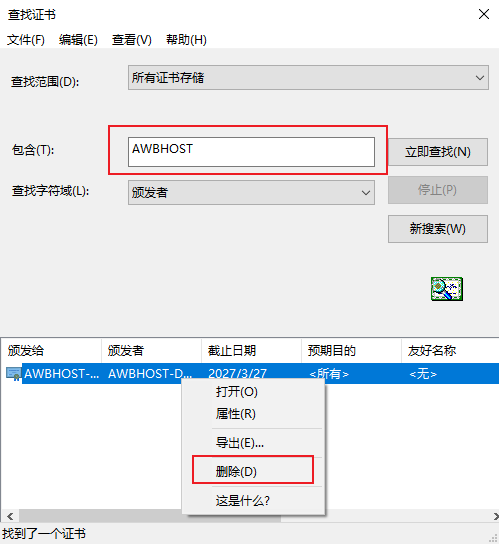 查找证书
文件(F) 编辑(E) 查看(V) 帮助(H)
查找范围(D): 所有证书存储
包含(T): AWBHOST 立即查找(N)
查找字符域(L): 颁发者 停止(P)
新搜索(W)
颁发给 颁发者 截止日期 预期目的 友好名称
AWBHOST-... AWBHOST-D... 2027/3/27 <所有> <无>
打开(O)
属性(R)
导出(E)...
删除(D)
这是什么?
找到了一个证书